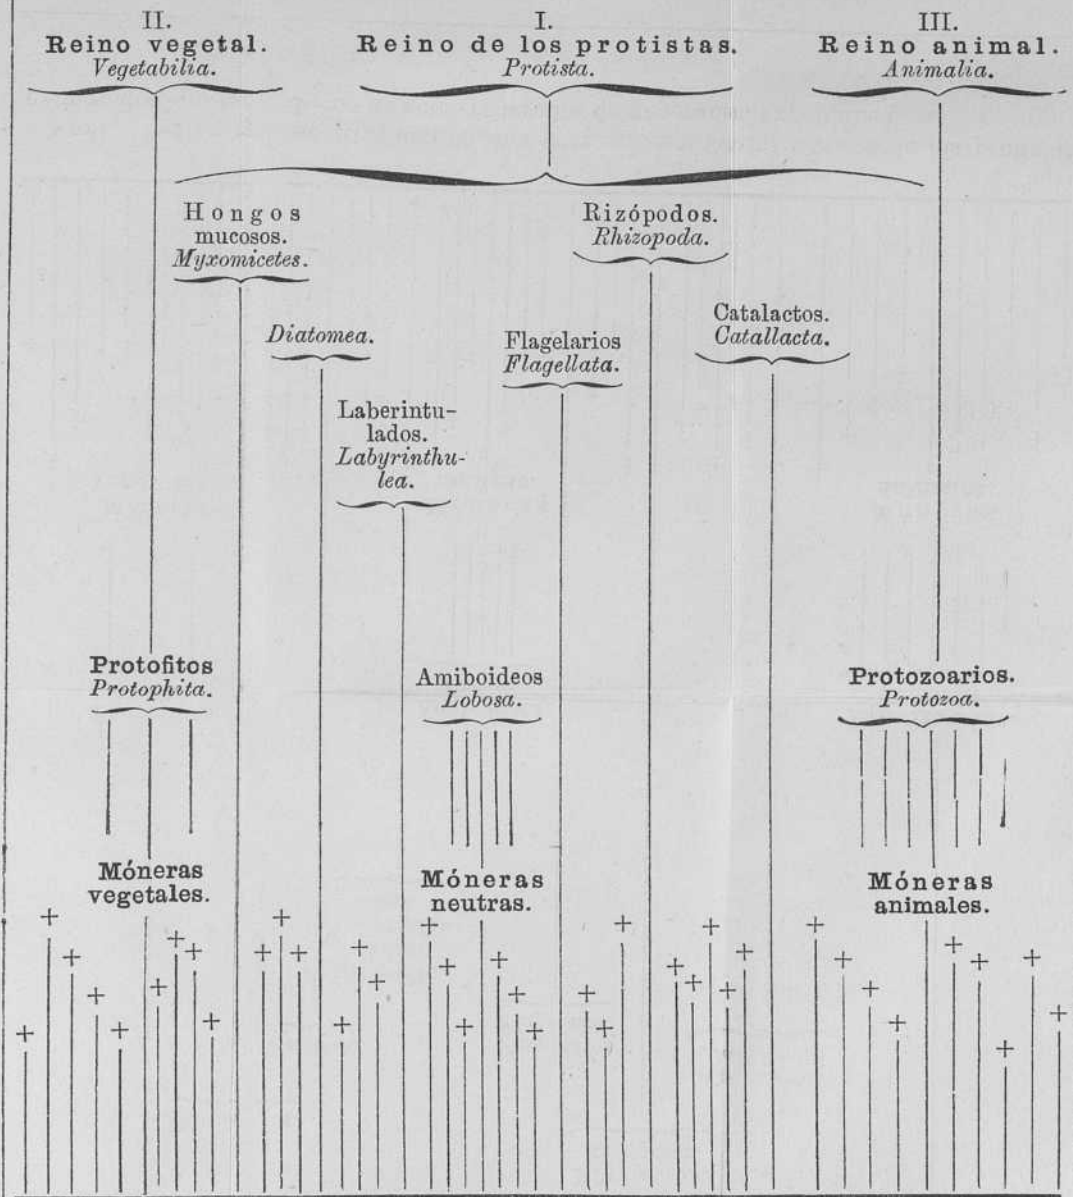 II.
Reino vegetal.
Vegetabilia.
I.
Reino de los protistas.
Protista.
III.
Reino animal.
Animalia.
Hongos
mucosos.
Myxomicetes.
Rizópodos.
Rhizopoda.
Diatomea.
Flagelarios
Flagellata.
Catalactos.
Catallacta.
Laberintu-
lados.
Labyrinthu-
lea.
Protofitos
Protophita.
Amiboideos
Lobosa.
Protozoarios.
Protozoa.
Móneras
vegetales.
Móneras
neutras.
Móneras
animales.